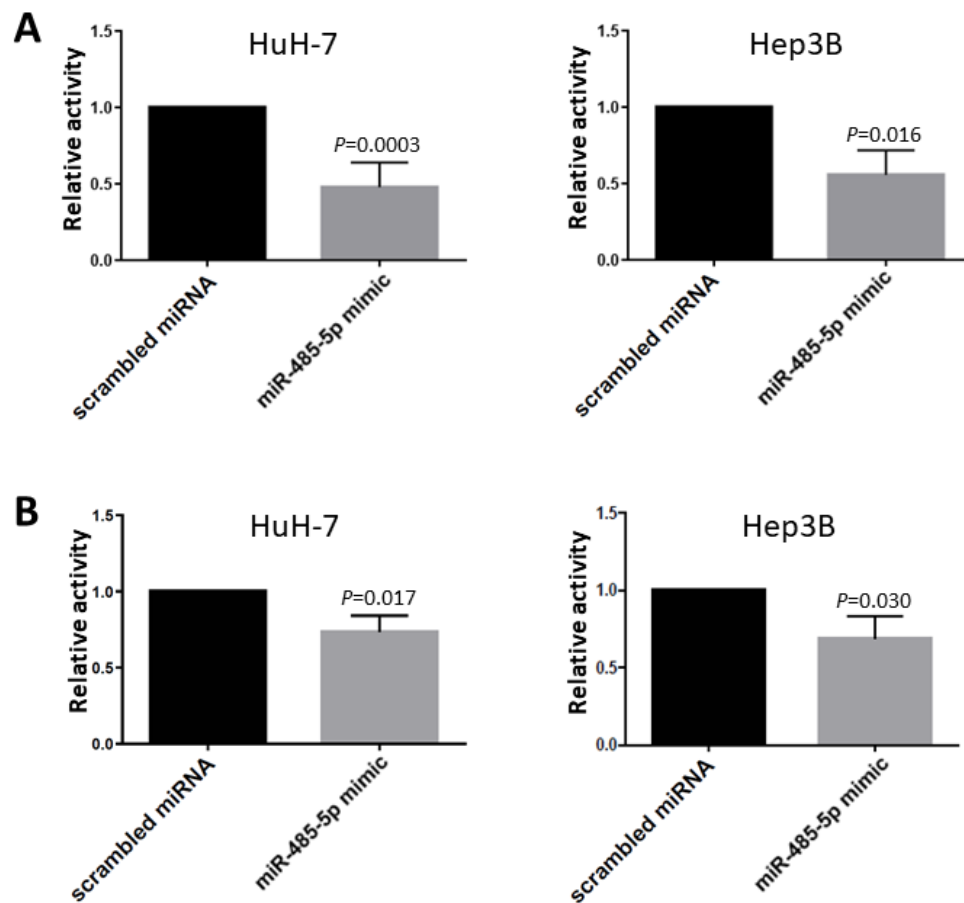 A
HuH-7
Relative activity
1.5
1.0
0.5
0.0
P=0.0003
scrambled miRNA
miR-485-5p mimic
Hep3B
Relative activity
1.5
1.0
0.5
0.0
P=0.016
scrambled miRNA
miR-485-5p mimic
B
HuH-7
Relative activity
1.5
1.0
0.5
0.0
P=0.017
scrambled miRNA
miR-485-5p mimic
Hep3B
Relative activity
1.5
1.0
0.5
0.0
P=0.030
scrambled miRNA
miR-485-5p mimic